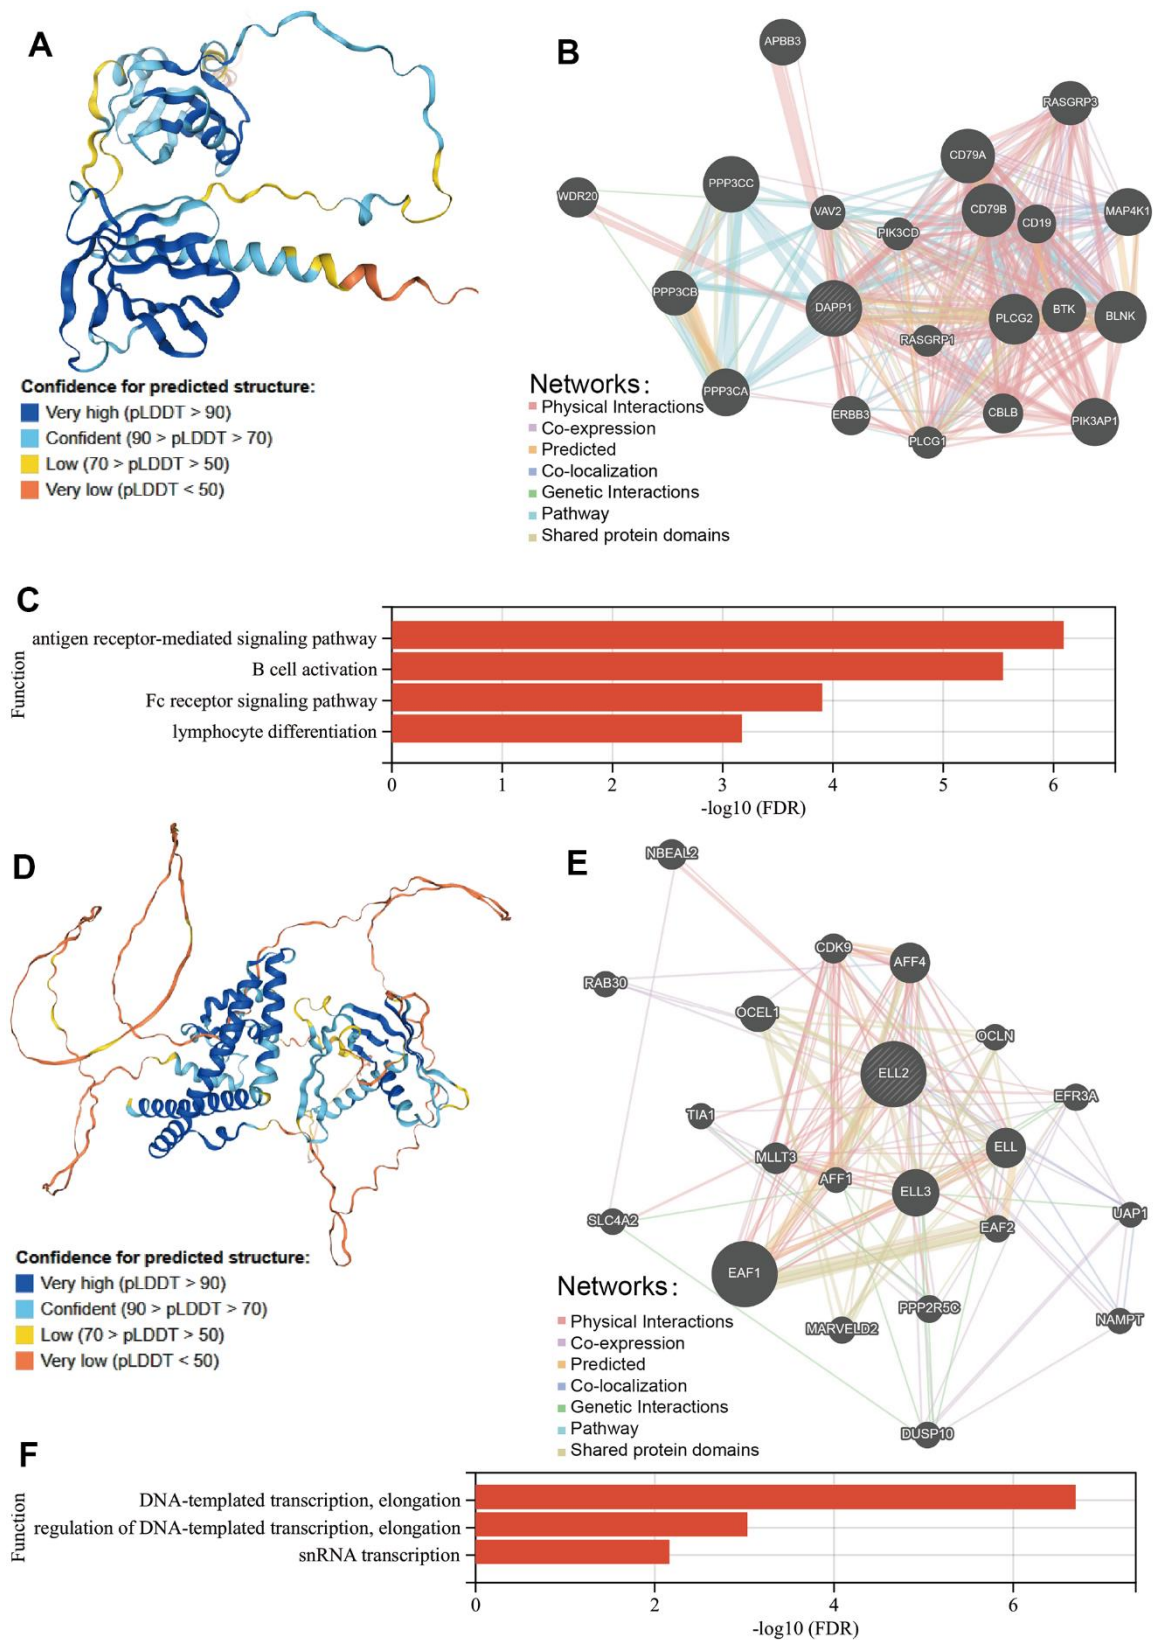 A
Confidence for predicted structure:
Very high (pLDDT > 90)
Confident (90 > pLDDT > 70)
Low (70 > pLDDT > 50)
Very low (pLDDT < 50)
B
APBB3
RASGRP3
CD79A
PPP3CC
WDR20
VAV2
CD79B
CD19
MAP4K1
PIK3CD
PPP3CB
DAPP1
PLCG2
BTK
BLNK
RASGRP1
PPP3CA
ERBB3
CBLB
PIK3AP1
PLCG1
Networks:
Physical Interactions
Co-expression
Predicted
Co-localization
Genetic Interactions
Pathway
Shared protein domains
C
Function
antigen receptor-mediated signaling pathway
B cell activation
Fc receptor signaling pathway
lymphocyte differentiation
0 1 2 3 4 5 6
-log10 (FDR)
D
Confidence for predicted structure:
Very high (pLDDT > 90)
Confident (90 > pLDDT > 70)
Low (70 > pLDDT > 50)
Very low (pLDDT < 50)
E
NBEAL2
CDK9
AFF4
RAB30
OCEL1
OCLN
ELL2
EFR3A
TIA1
MLLT3
ELL
AFF1
ELL3
SLC4A2
EAF2
UAP1
EAF1
PPP2R5C
MARVELD2
NAMPT
DUSP10
Networks:
Physical Interactions
Co-expression
Predicted
Co-localization
Genetic Interactions
Pathway
Shared protein domains
F
Function
DNA-templated transcription, elongation
regulation of DNA-templated transcription, elongation
snRNA transcription
0 2 4 6
-log10 (FDR)